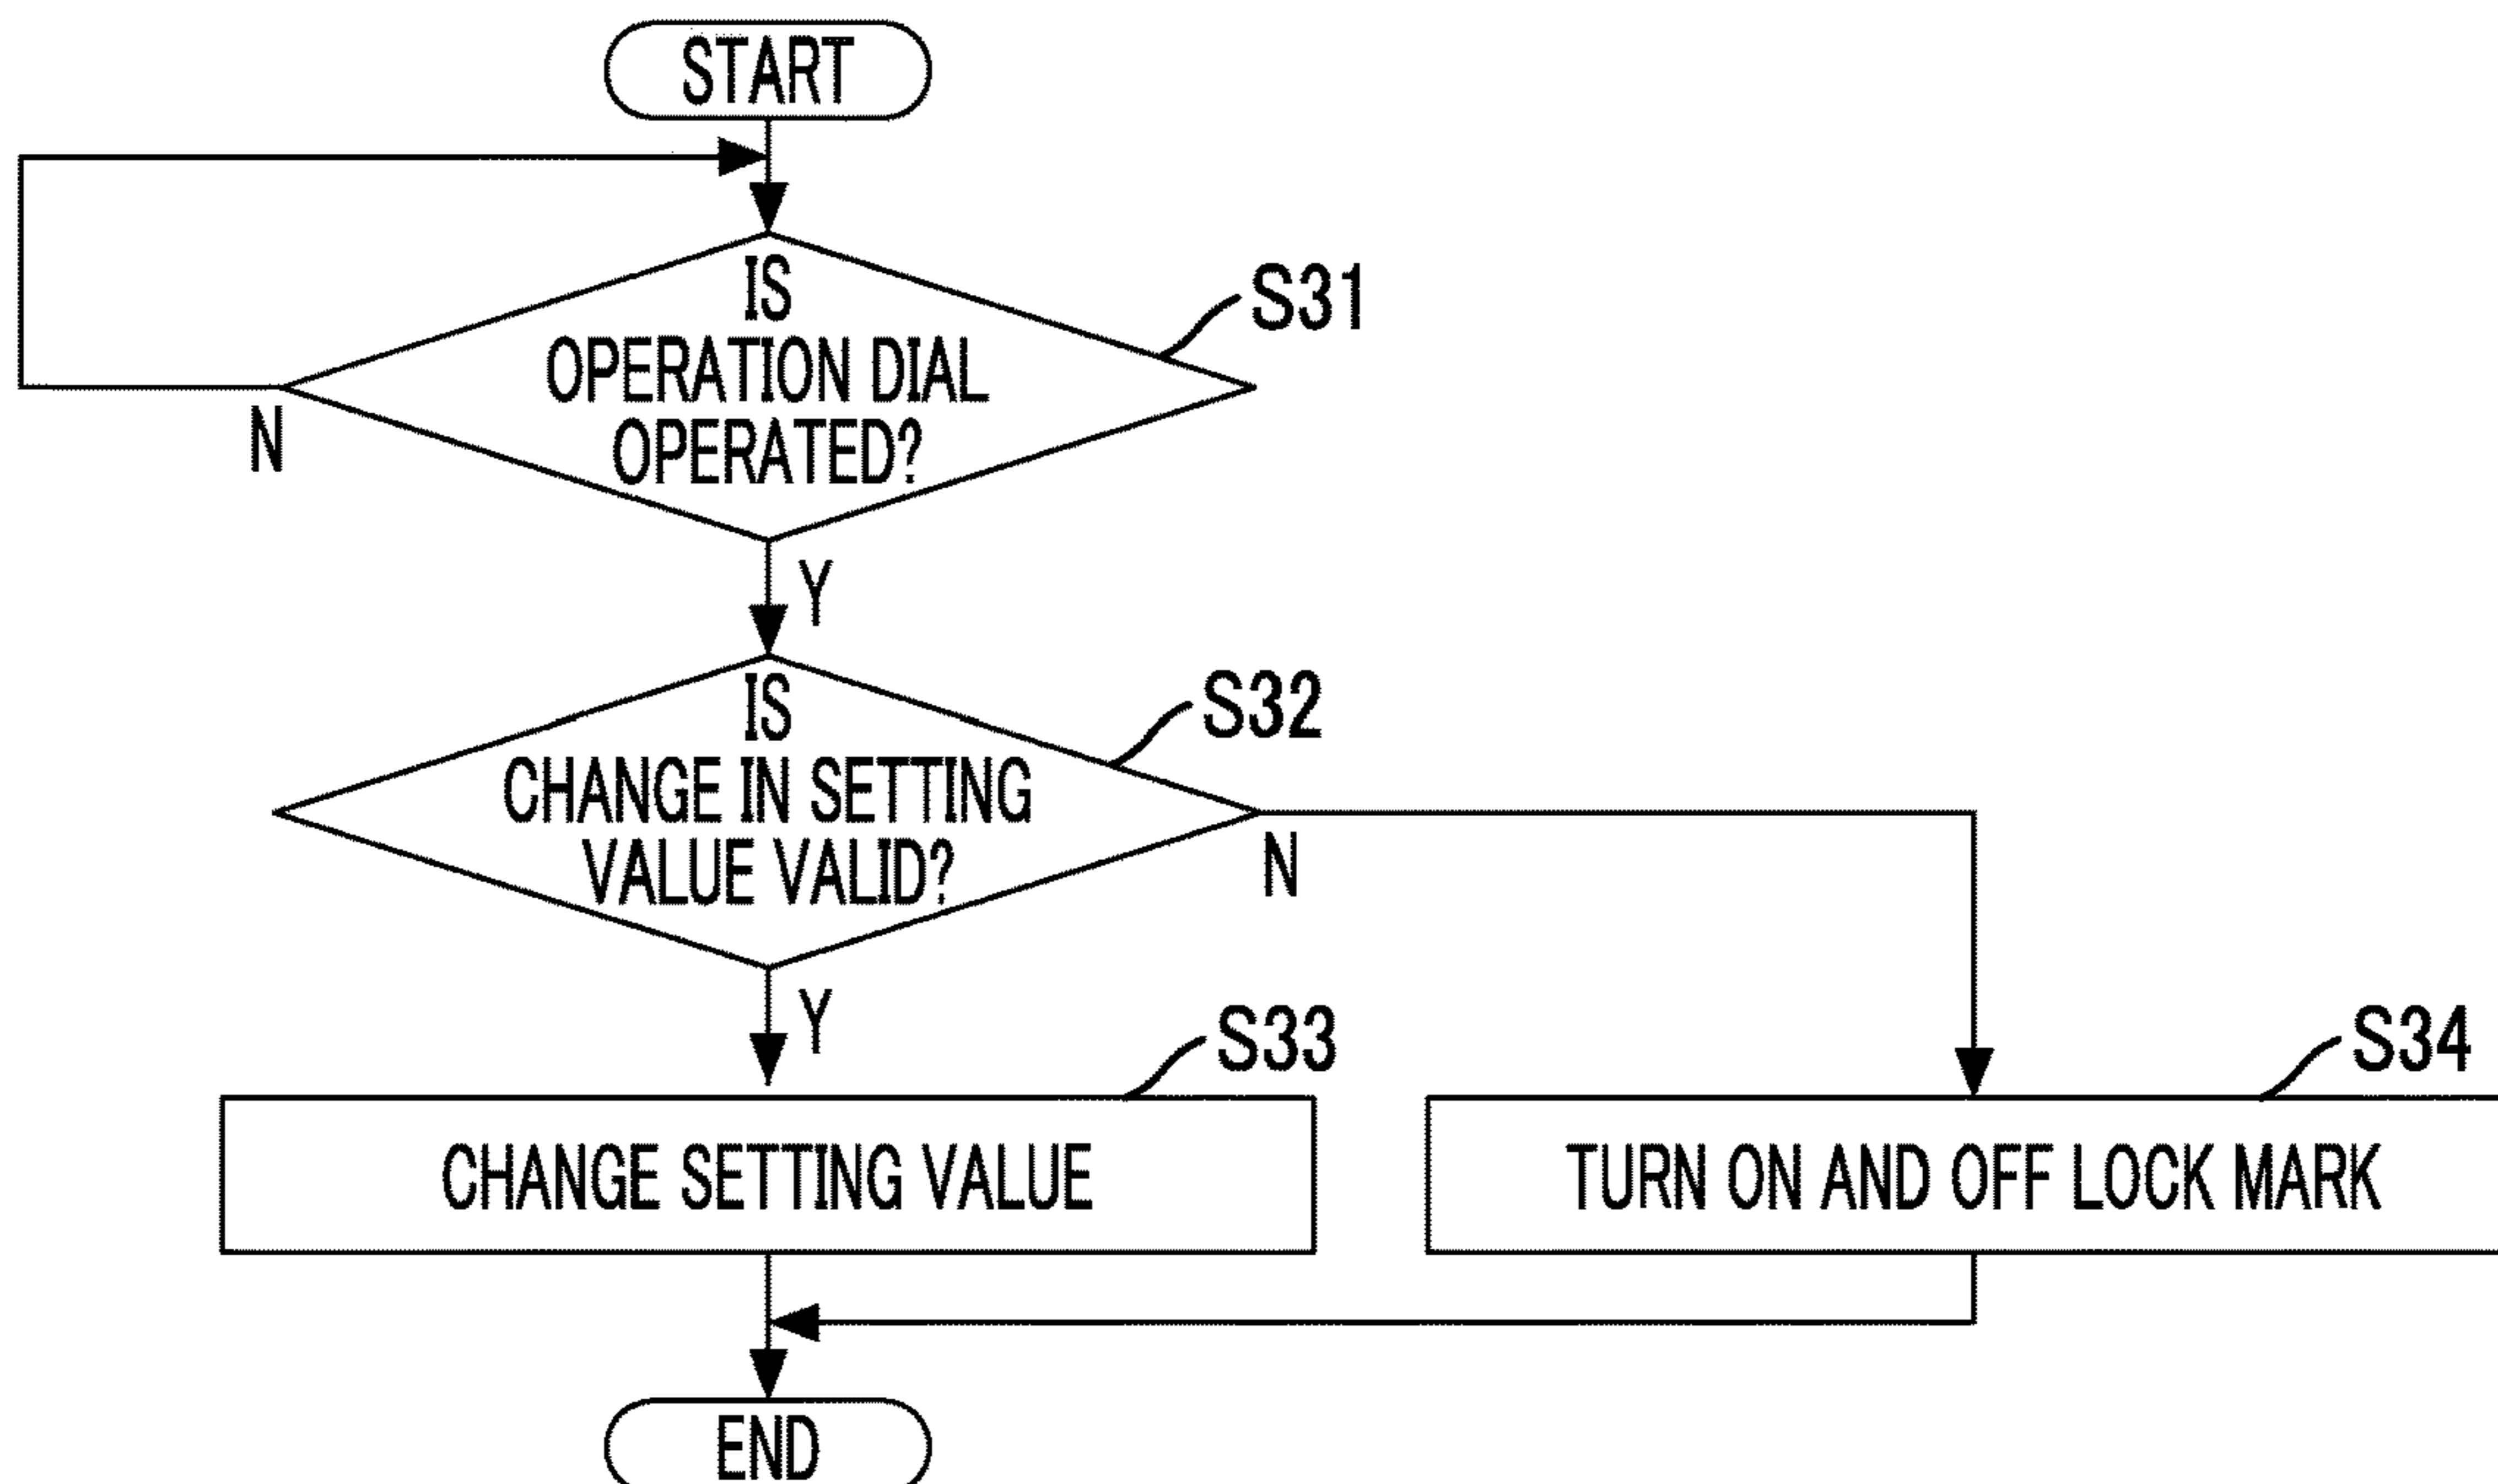 START
IS
OPERATION DIAL
OPERATED?
S31
N
Y
IS
CHANGE IN SETTING
VALUE VALID?
S32
N
Y
S33
CHANGE SETTING VALUE
S34
TURN ON AND OFF LOCK MARK
END